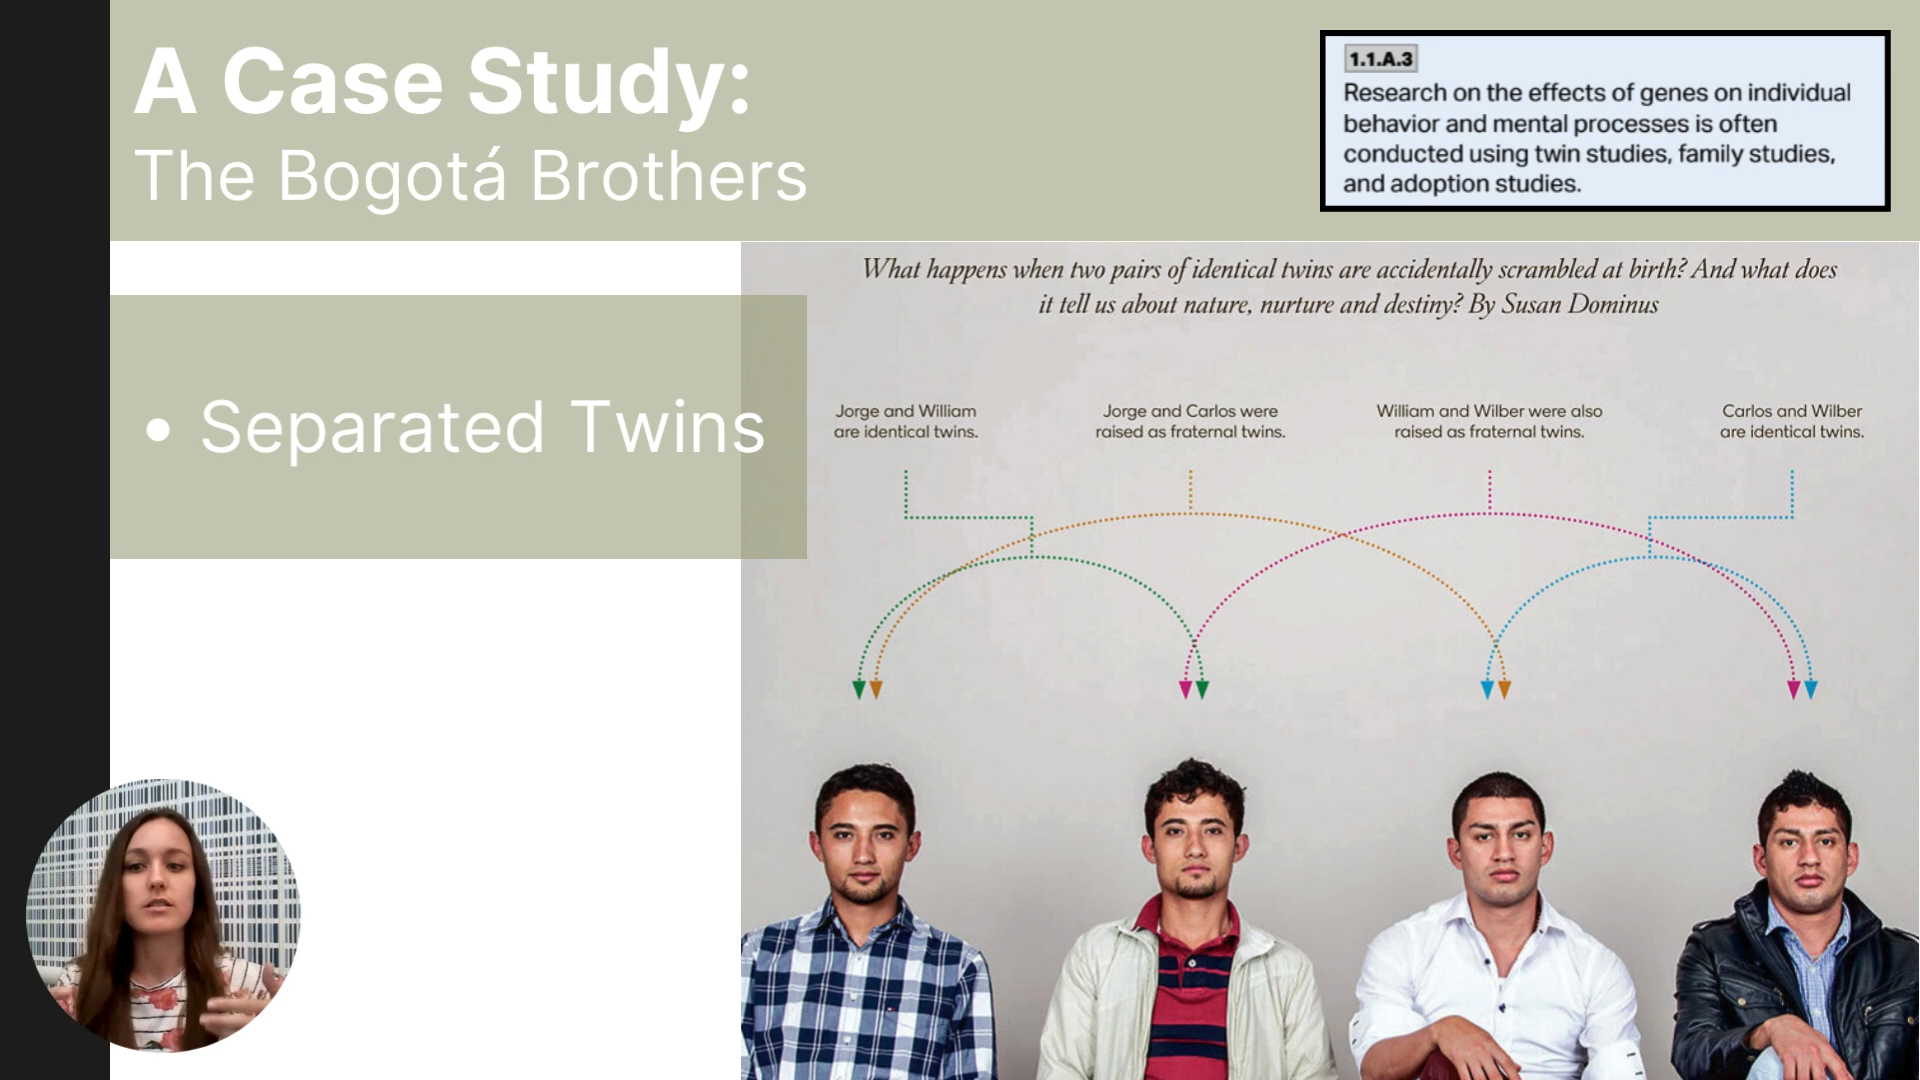 A Case Study:
The Bogotá Brothers
1.1.A.3
Research on the effects of genes on individual
behavior and mental processes is often
conducted using twin studies, family studies,
and adoption studies.
• Separated Twins
What happens when two pairs of identical twins are accidentally scrambled at birth? And what does
it tell us about nature, nurture and destiny? By Susan Dominus
Jorge and William
are identical twins.
Jorge and Carlos were
raised as fraternal twins.
William and Wilber were also
raised as fraternal twins.
Carlos and Wilber
are identical twins.